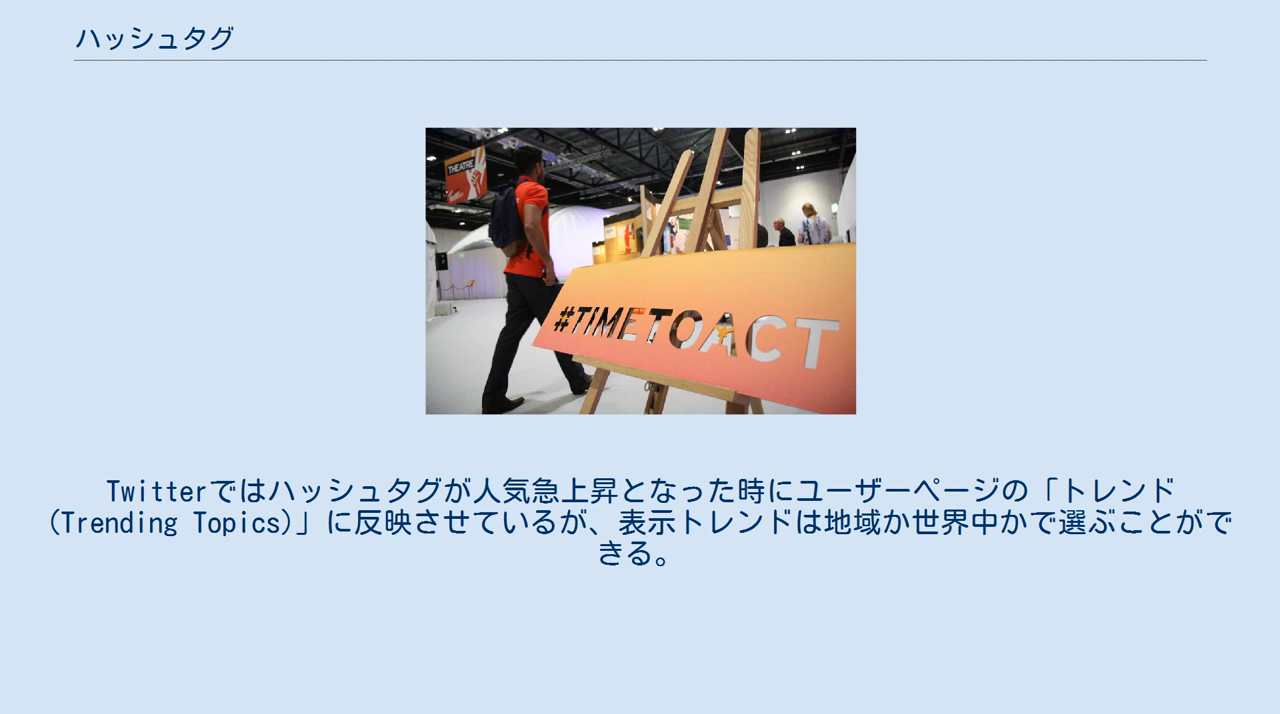 ハッシュタグ
THEATRE
#TiMETOACT
Twitterではハッシュタグが人気急上昇となった時にユーザーページの「トレンド
(Trending Topics)」に反映させているが、表示トレンドは地域か世界中かで選ぶことがで
きる。